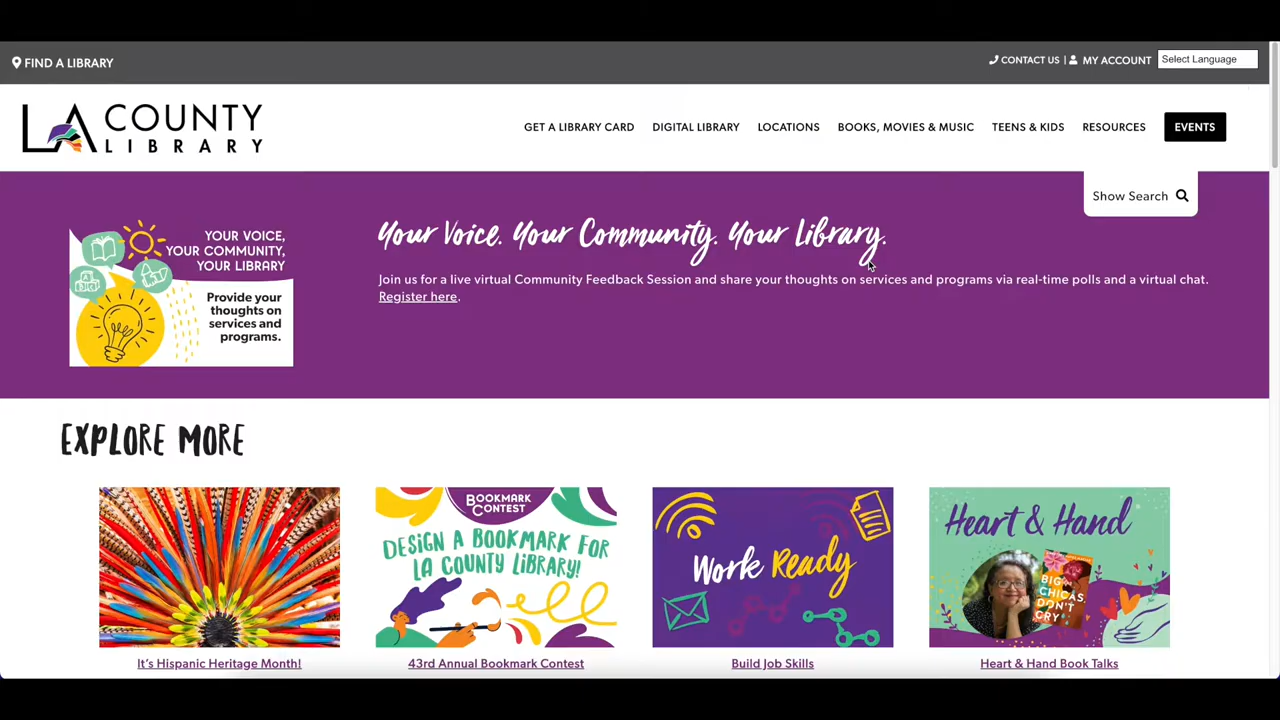 FIND A LIBRARY
CONTACT US | MY ACCOUNT Select Language
LA COUNTY LIBRARY
GET A LIBRARY CARD DIGITAL LIBRARY LOCATIONS BOOKS, MOVIES & MUSIC TEENS & KIDS RESOURCES EVENTS
Show Search
YOUR VOICE,
YOUR COMMUNITY,
YOUR LIBRARY
Provide your
thoughts on
services and
programs.
Your Voice. Your Community. Your Library.
Join us for a live virtual Community Feedback Session and share your thoughts on services and programs via real-time polls and a virtual chat.
Register here.
EXPLORE MORE
BOOKMARK
CONTEST
DESIGN A BOOKMARK FOR
LA COUNTY LIBRARY!
Work Ready
Heart & Hand
BIG
CHICAS
DON'T
CRY
It's Hispanic Heritage Month!
43rd Annual Bookmark Contest
Build Job Skills
Heart & Hand Book Talks